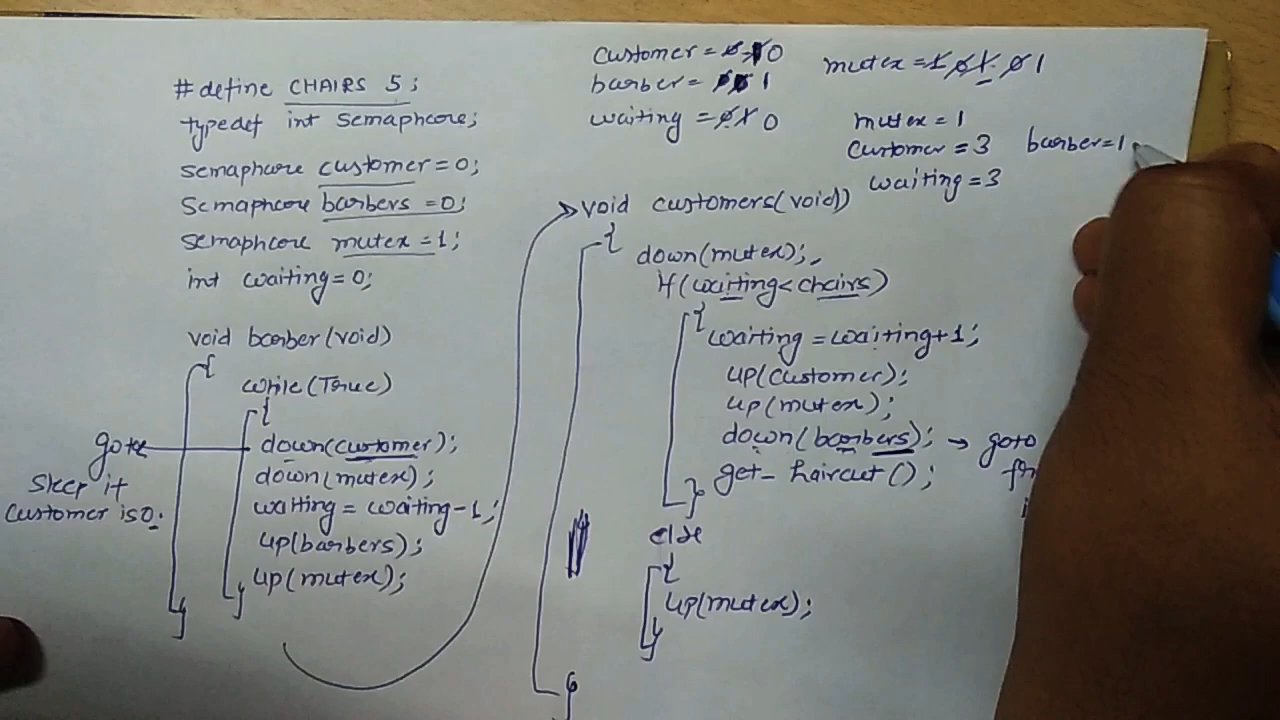 #define CHAIRS 5;
typedef int semaphore;
semaphore customer=0;
semaphore barbers=0;
semaphore mutex=1;
int waiting=0;
void barber(void)
{
while(True)
{
down(customer);
down(mutex);
waiting = waiting-1;
up(barbers);
up(mutex);
}
}
goto
sleep if
customer is 0.
customer = 0
barber = 1
waiting = 0
mutex = 1 0 1 0 1
mutex = 1
customer = 3 barber=1
waiting=3
void customers(void)
{
down(mutex);
If(waiting<chairs)
{
waiting = waiting+1;
up(customer);
up(mutex);
down(barbers); → goto
get_haircut();
}
else
{
up(mutex);
}
}